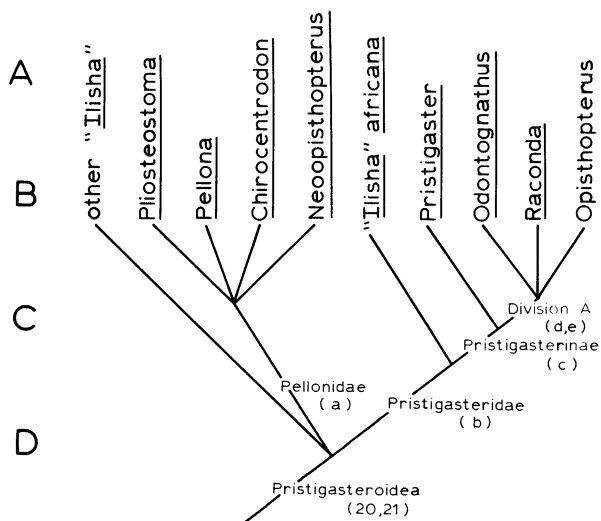 A
B
C
D
other "Ilisha"
Pliosteostoma
Pellona
Chirocentrodon
Neoopisthopterus
"Ilisha" africana
Pristigaster
Odontognathus
Raconda
Opisthopterus
Division A
(d,e)
Pristigasterinae
(c)
Pellonidae
(a)
Pristigasteridae
(b)
Pristigasteroidea
(20,21)